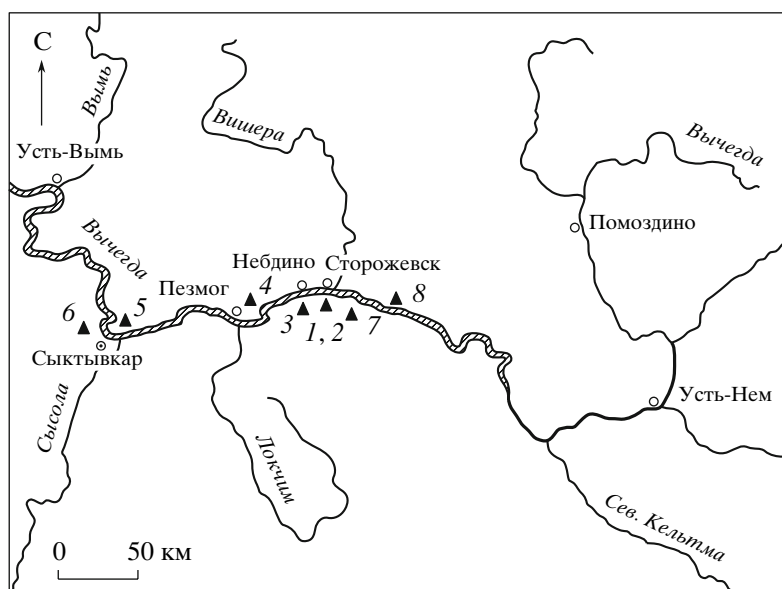 С
Вымь
Усть-Вымь
Вишера
Вычегда
Помоздино
Вычегда
Небдино
Сторожевск
Пезмог
4
8
6
5
3
1, 2
7
Сыктывкар
Усть-Нем
Сысола
Локчим
Сев. Кельтма
0
50 км